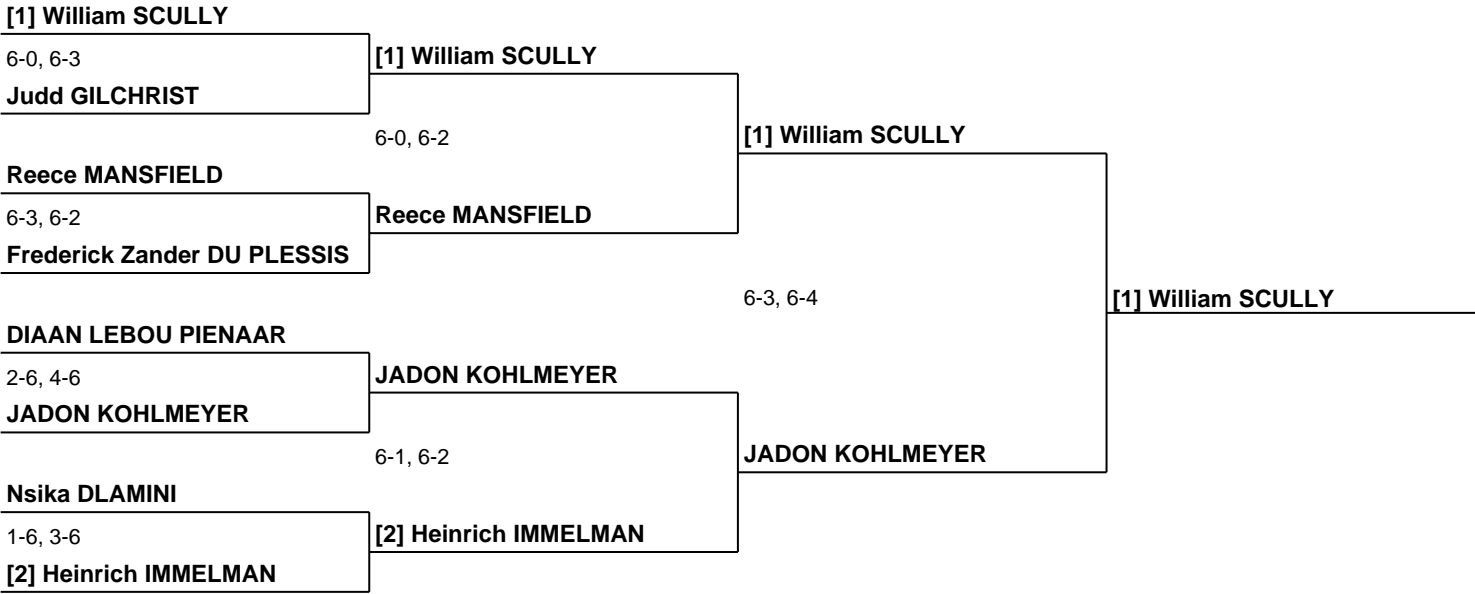 [1] William SCULLY
6-0, 6-3
[1] William SCULLY
Judd GILCHRIST
6-0, 6-2
[1] William SCULLY
Reece MANSFIELD
6-3, 6-2
Reece MANSFIELD
Frederick Zander DU PLESSIS
6-3, 6-4
[1] William SCULLY
DIAAN LEBOU PIENAAR
2-6, 4-6
JADON KOHLMEYER
JADON KOHLMEYER
6-1, 6-2
JADON KOHLMEYER
Nsika DLAMINI
1-6, 3-6
[2] Heinrich IMMELMAN
[2] Heinrich IMMELMAN